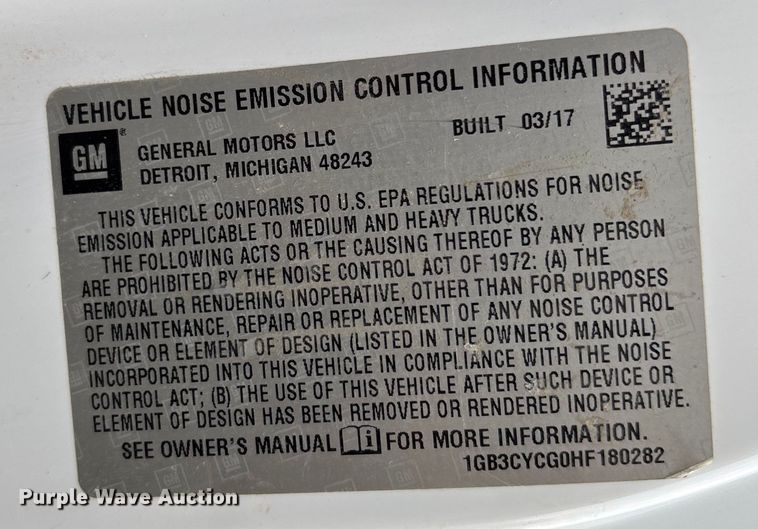 VEHICLE NOISE EMISSION CONTROL INFORMATION
GM ® GENERAL MOTORS LLC BUILT 03/17
DETROIT, MICHIGAN 48243
THIS VEHICLE CONFORMS TO U.S. EPA REGULATIONS FOR NOISE
EMISSION APPLICABLE TO MEDIUM AND HEAVY TRUCKS.
THE FOLLOWING ACTS OR THE CAUSING THEREOF BY ANY PERSON
ARE PROHIBITED BY THE NOISE CONTROL ACT OF 1972: (A) THE
REMOVAL OR RENDERING INOPERATIVE, OTHER THAN FOR PURPOSES
OF MAINTENANCE, REPAIR OR REPLACEMENT OF ANY NOISE CONTROL
DEVICE OR ELEMENT OF DESIGN (LISTED IN THE OWNER'S MANUAL)
INCORPORATED INTO THIS VEHICLE IN COMPLIANCE WITH THE NOISE
CONTROL ACT; (B) THE USE OF THIS VEHICLE AFTER SUCH DEVICE OR
ELEMENT OF DESIGN HAS BEEN REMOVED OR RENDERED INOPERATIVE.
SEE OWNER'S MANUAL i FOR MORE INFORMATION.
1GB3CYCG0HF180282
Purple Wave Auction